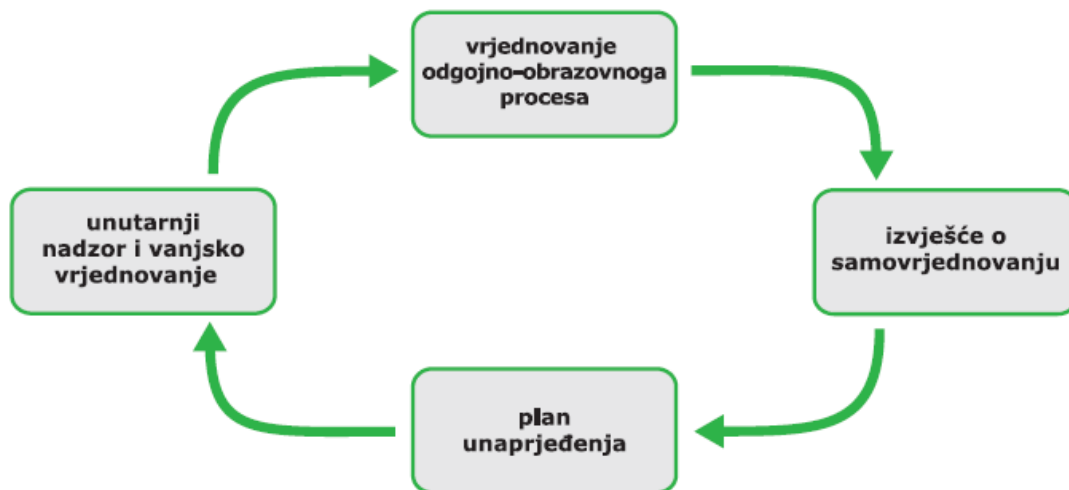 vrjednovanje
odgojno-obrazovnoga
procesa
unutarnji
nadzor i vanjsko
vrjednovanje
izvješće o
samovrjednovanju
plan
unaprjeđenja